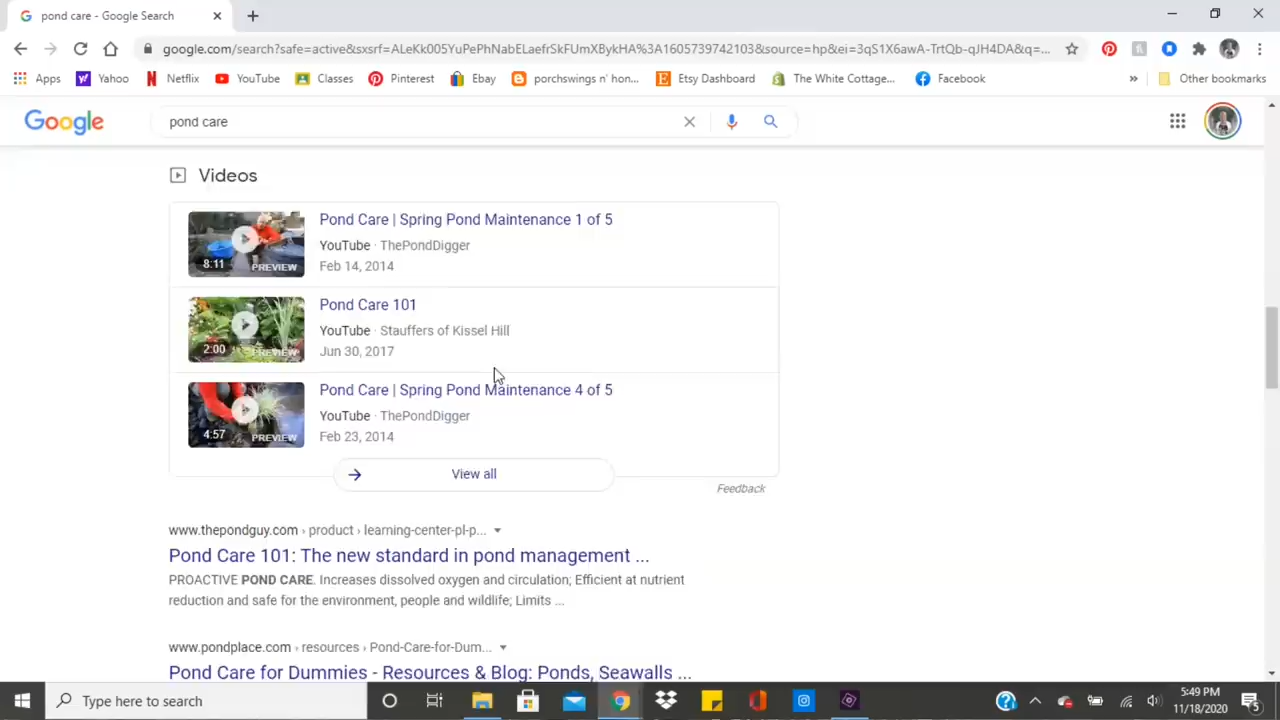 pond care - Google Search
google.com/search?safe=active&sxsrf=ALeKk005YuPePhNabELaefrSkFUmXBykHA%3A1605739742103&source=hp&ei=3qS1X6awA-TrtQb-qJH4DA&q=...
Apps Yahoo Netflix YouTube Classes Pinterest Ebay porchswings n' hon... Etsy Dashboard The White Cottage... Facebook » Other bookmarks
Google pond care
Videos
Pond Care | Spring Pond Maintenance 1 of 5
YouTube · ThePondDigger
8:11 PREVIEW Feb 14, 2014
Pond Care 101
YouTube · Stauffers of Kissel Hill
2:00 PREVIEW Jun 30, 2017
Pond Care | Spring Pond Maintenance 4 of 5
YouTube · ThePondDigger
4:57 PREVIEW Feb 23, 2014
View all
Feedback
www.thepondguy.com › product › learning-center-pl-p...
Pond Care 101: The new standard in pond management ...
PROACTIVE POND CARE. Increases dissolved oxygen and circulation; Efficient at nutrient
reduction and safe for the environment, people and wildlife; Limits ...
www.pondplace.com › resources › Pond-Care-for-Dum...
Pond Care for Dummies - Resources & Blog: Ponds, Seawalls ...
Type here to search
5:49 PM
11/18/2020
5